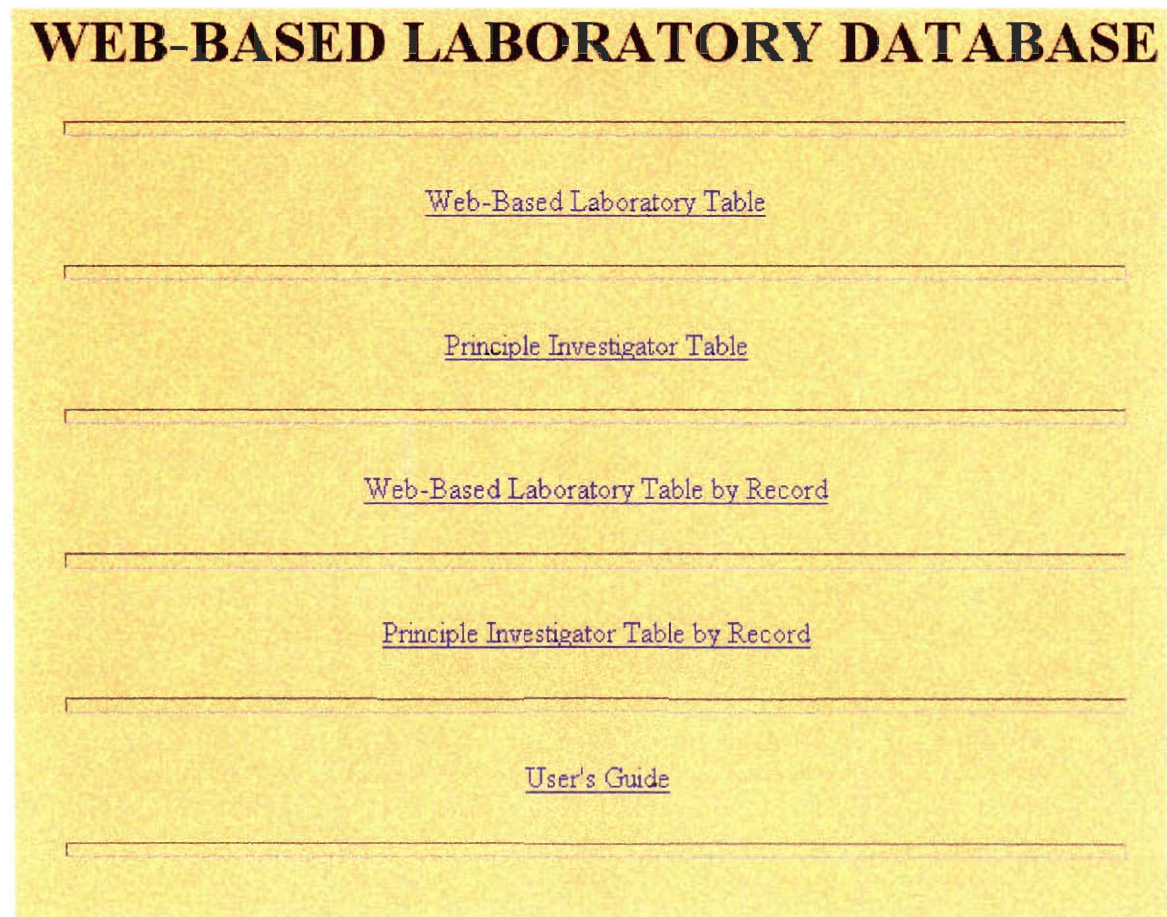 WEB-BASED LABORATORY DATABASE
Web-Based Laboratory Table
Principle Investigator Table
Web-Based Laboratory Table by Record
Principle Investigator Table by Record
User's Guide